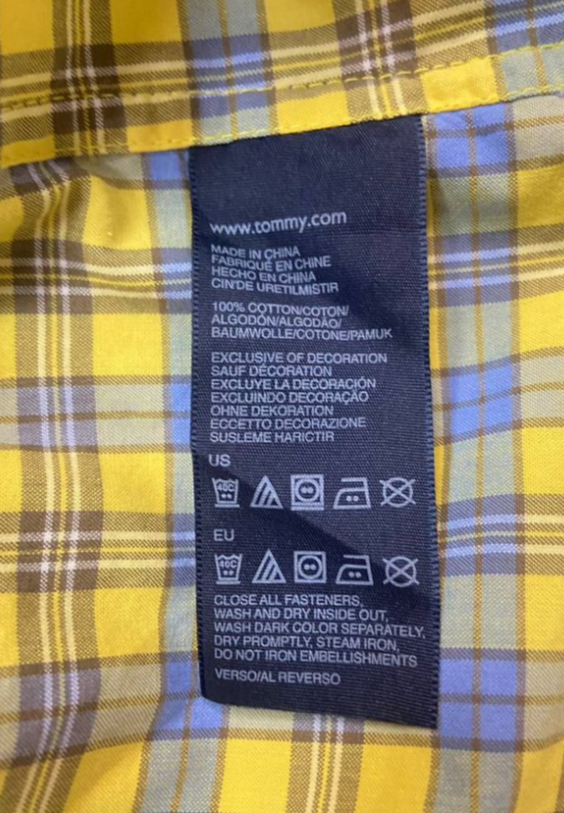 www.tommy.com
MADE IN CHINA
FABRIQUÉ EN CHINE
HECHO EN CHINA
CIN'DE URETILMISTIR
100% COTTON/COTON/
ALGODÓN/ALGODÃO/
BAUMWOLLE/COTONE/PAMUK
EXCLUSIVE OF DECORATION
SAUF DÉCORATION
EXCLUYE LA DECORACIÓN
EXCLUINDO DECORAÇÃO
OHNE DEKORATION
ECCETTO DECORAZIONE
SUSLEME HARICTIR
US
40C
EU
40C
CLOSE ALL FASTENERS,
WASH AND DRY INSIDE OUT,
WASH DARK COLOR SEPARATELY,
DRY PROMPTLY, STEAM IRON,
DO NOT IRON EMBELLISHMENTS
VERSO/AL REVERSO